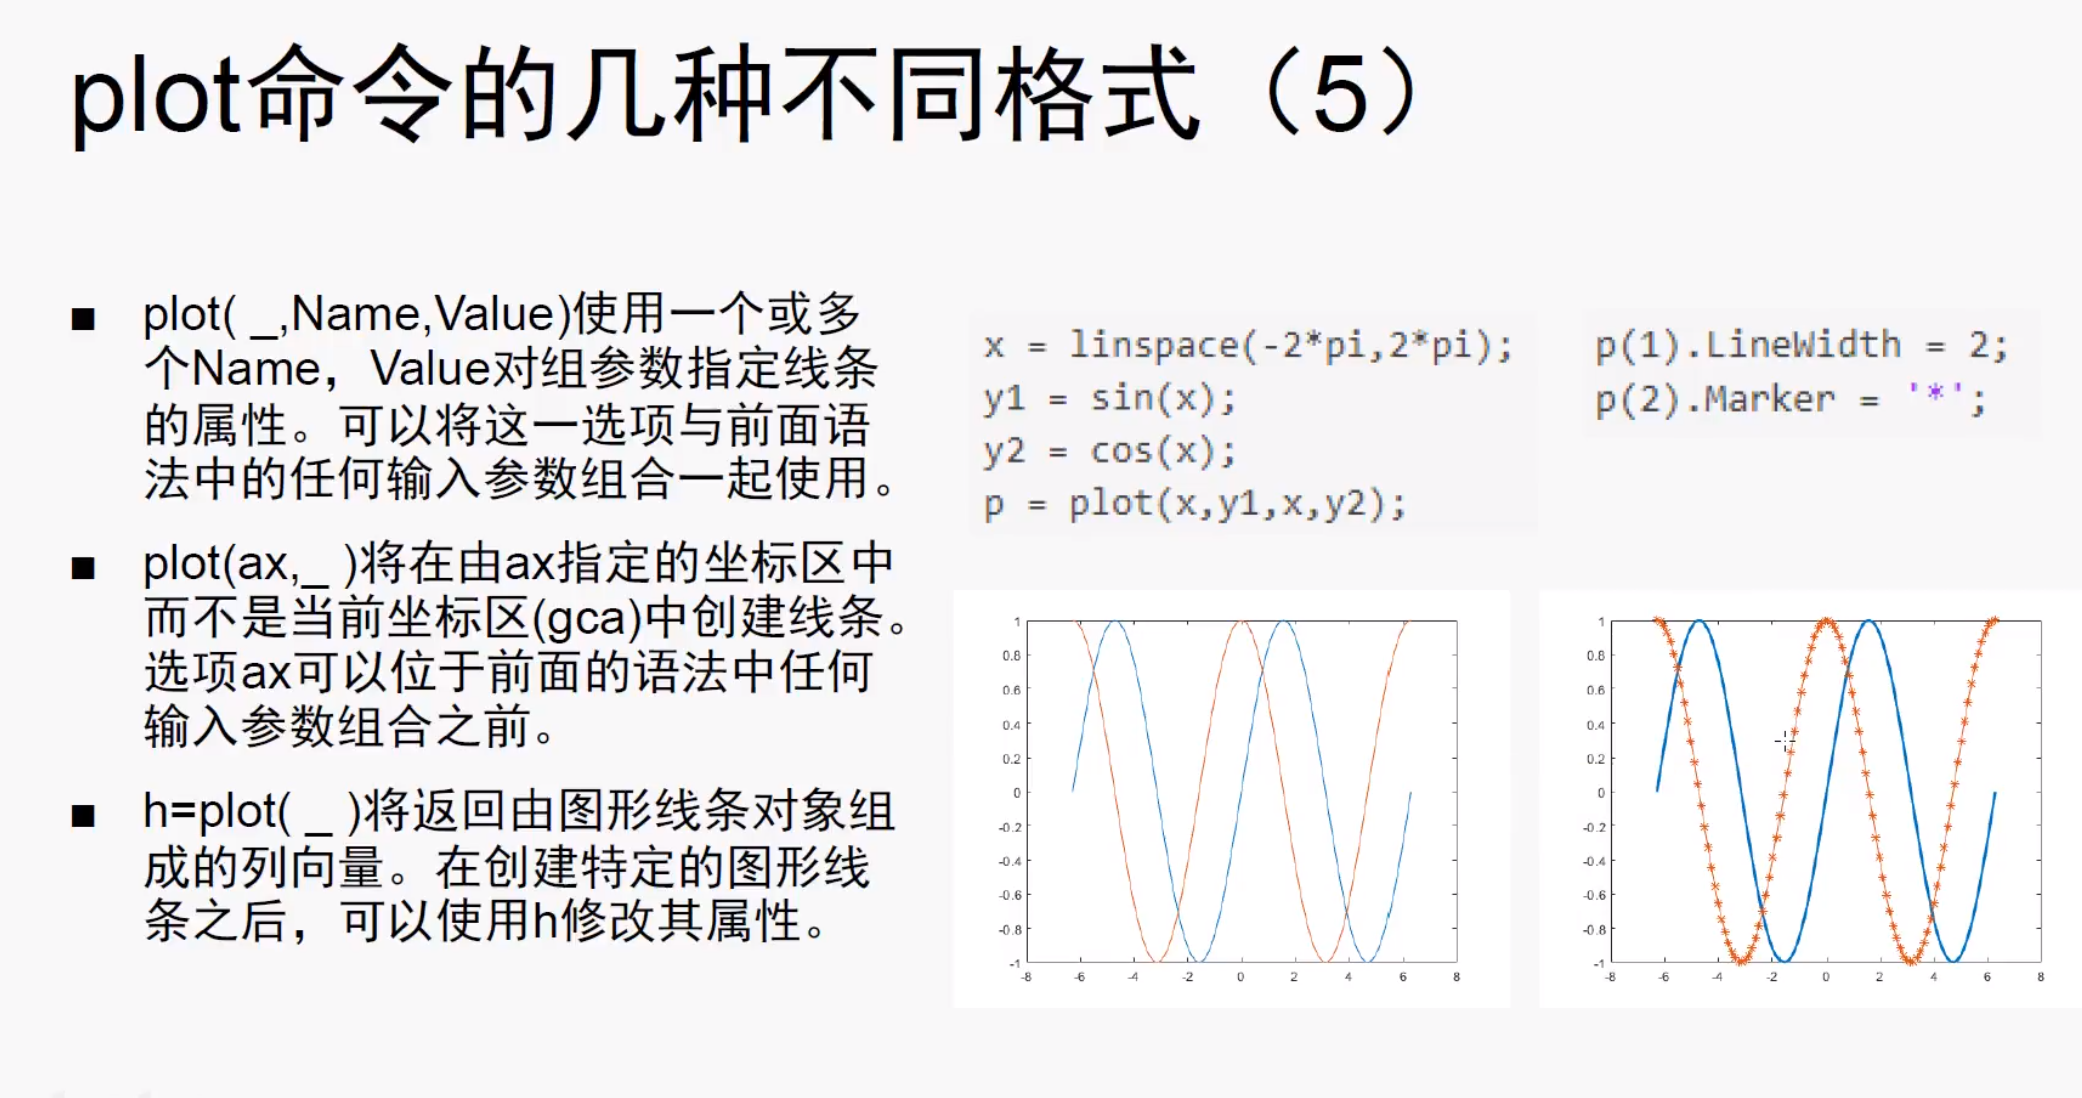 plot命令的几种不同格式（5）
■ plot( _,Name,Value)使用一个或多
个Name，Value对组参数指定线条
的属性。可以将这一选项与前面语
法中的任何输入参数组合一起使用。
■ plot(ax,_ )将在由ax指定的坐标区中
而不是当前坐标区(gca)中创建线条。
选项ax可以位于前面的语法中任何
输入参数组合之前。
■ h=plot( _ )将返回由图形线条对象组
成的列向量。在创建特定的图形线
条之后，可以使用h修改其属性。
x = linspace(-2*pi,2*pi);
y1 = sin(x);
y2 = cos(x);
p = plot(x,y1,x,y2);
p(1).LineWidth = 2;
p(2).Marker = '*';
1
0.8
0.6
0.4
0.2
0
-0.2
-0.4
-0.6
-0.8
-1
-8 -6 -4 -2 0 2 4 6 8
1
0.8
0.6
0.4
0.2
0
-0.2
-0.4
-0.6
-0.8
-1
-8 -6 -4 -2 0 2 4 6 8